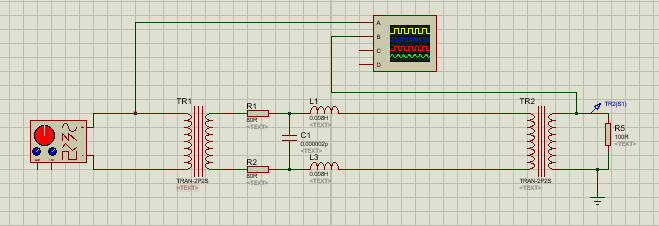 A
B
C
D
TR1
TRAN-2P2S
<TEXT>
R1
80R
<TEXT>
R2
80R
<TEXT>
C1
0.000002p
<TEXT>
L1
0.008H
<TEXT>
L3
0.008H
<TEXT>
TR2
TRAN-2P2S
<TEXT>
TR2(S1)
R5
100R
<TEXT>